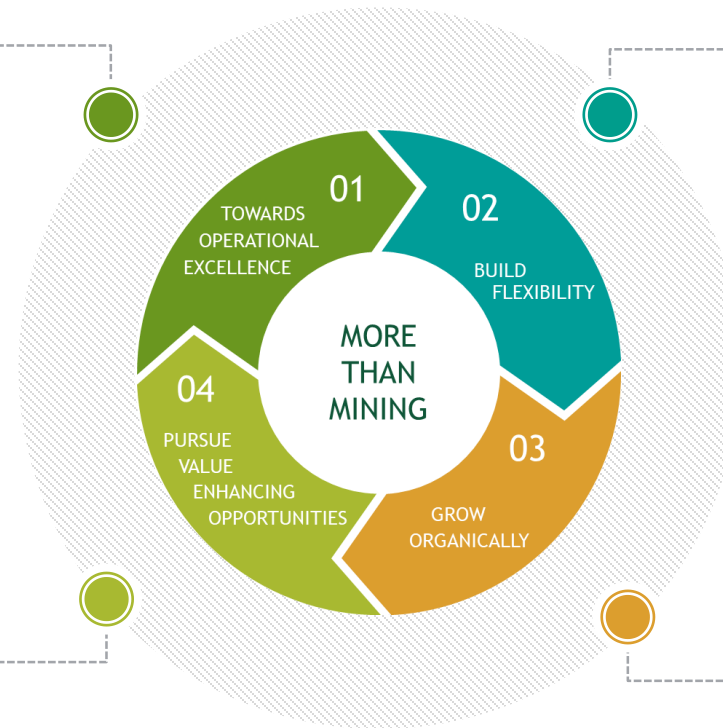 01
TOWARDS
OPERATIONAL
EXCELLENCE
02
BUILD
FLEXIBILITY
MORE
THAN
MINING
03
GROW
ORGANICALLY
04
PURSUE
VALUE
ENHANCING
OPPORTUNITIES